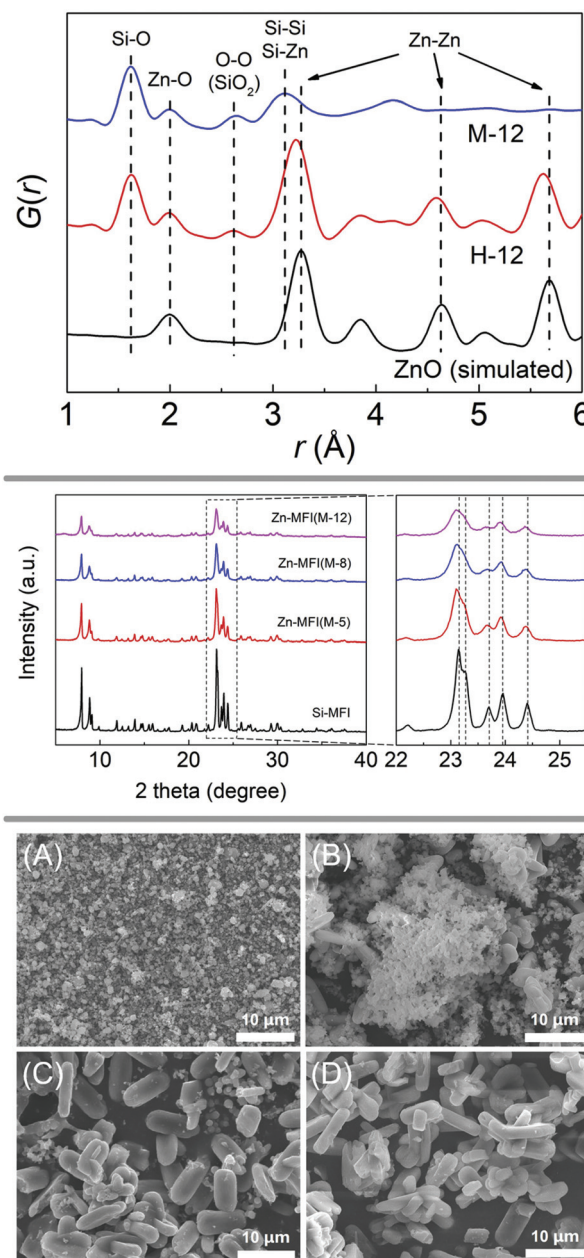 Si-O
Zn-O
O-O
(SiO₂)
Si-Si
Si-Zn
Zn-Zn
M-12
H-12
ZnO (simulated)
G(r)
1 2 3 4 5 6
r (Å)
Zn-MFI(M-12)
Zn-MFI(M-8)
Zn-MFI(M-5)
Si-MFI
Intensity (a.u.)
10 20 30 40
22 23 24 25
2 theta (degree)
(A)
10 μm
(B)
10 μm
(C)
10 μm
(D)
10 μm